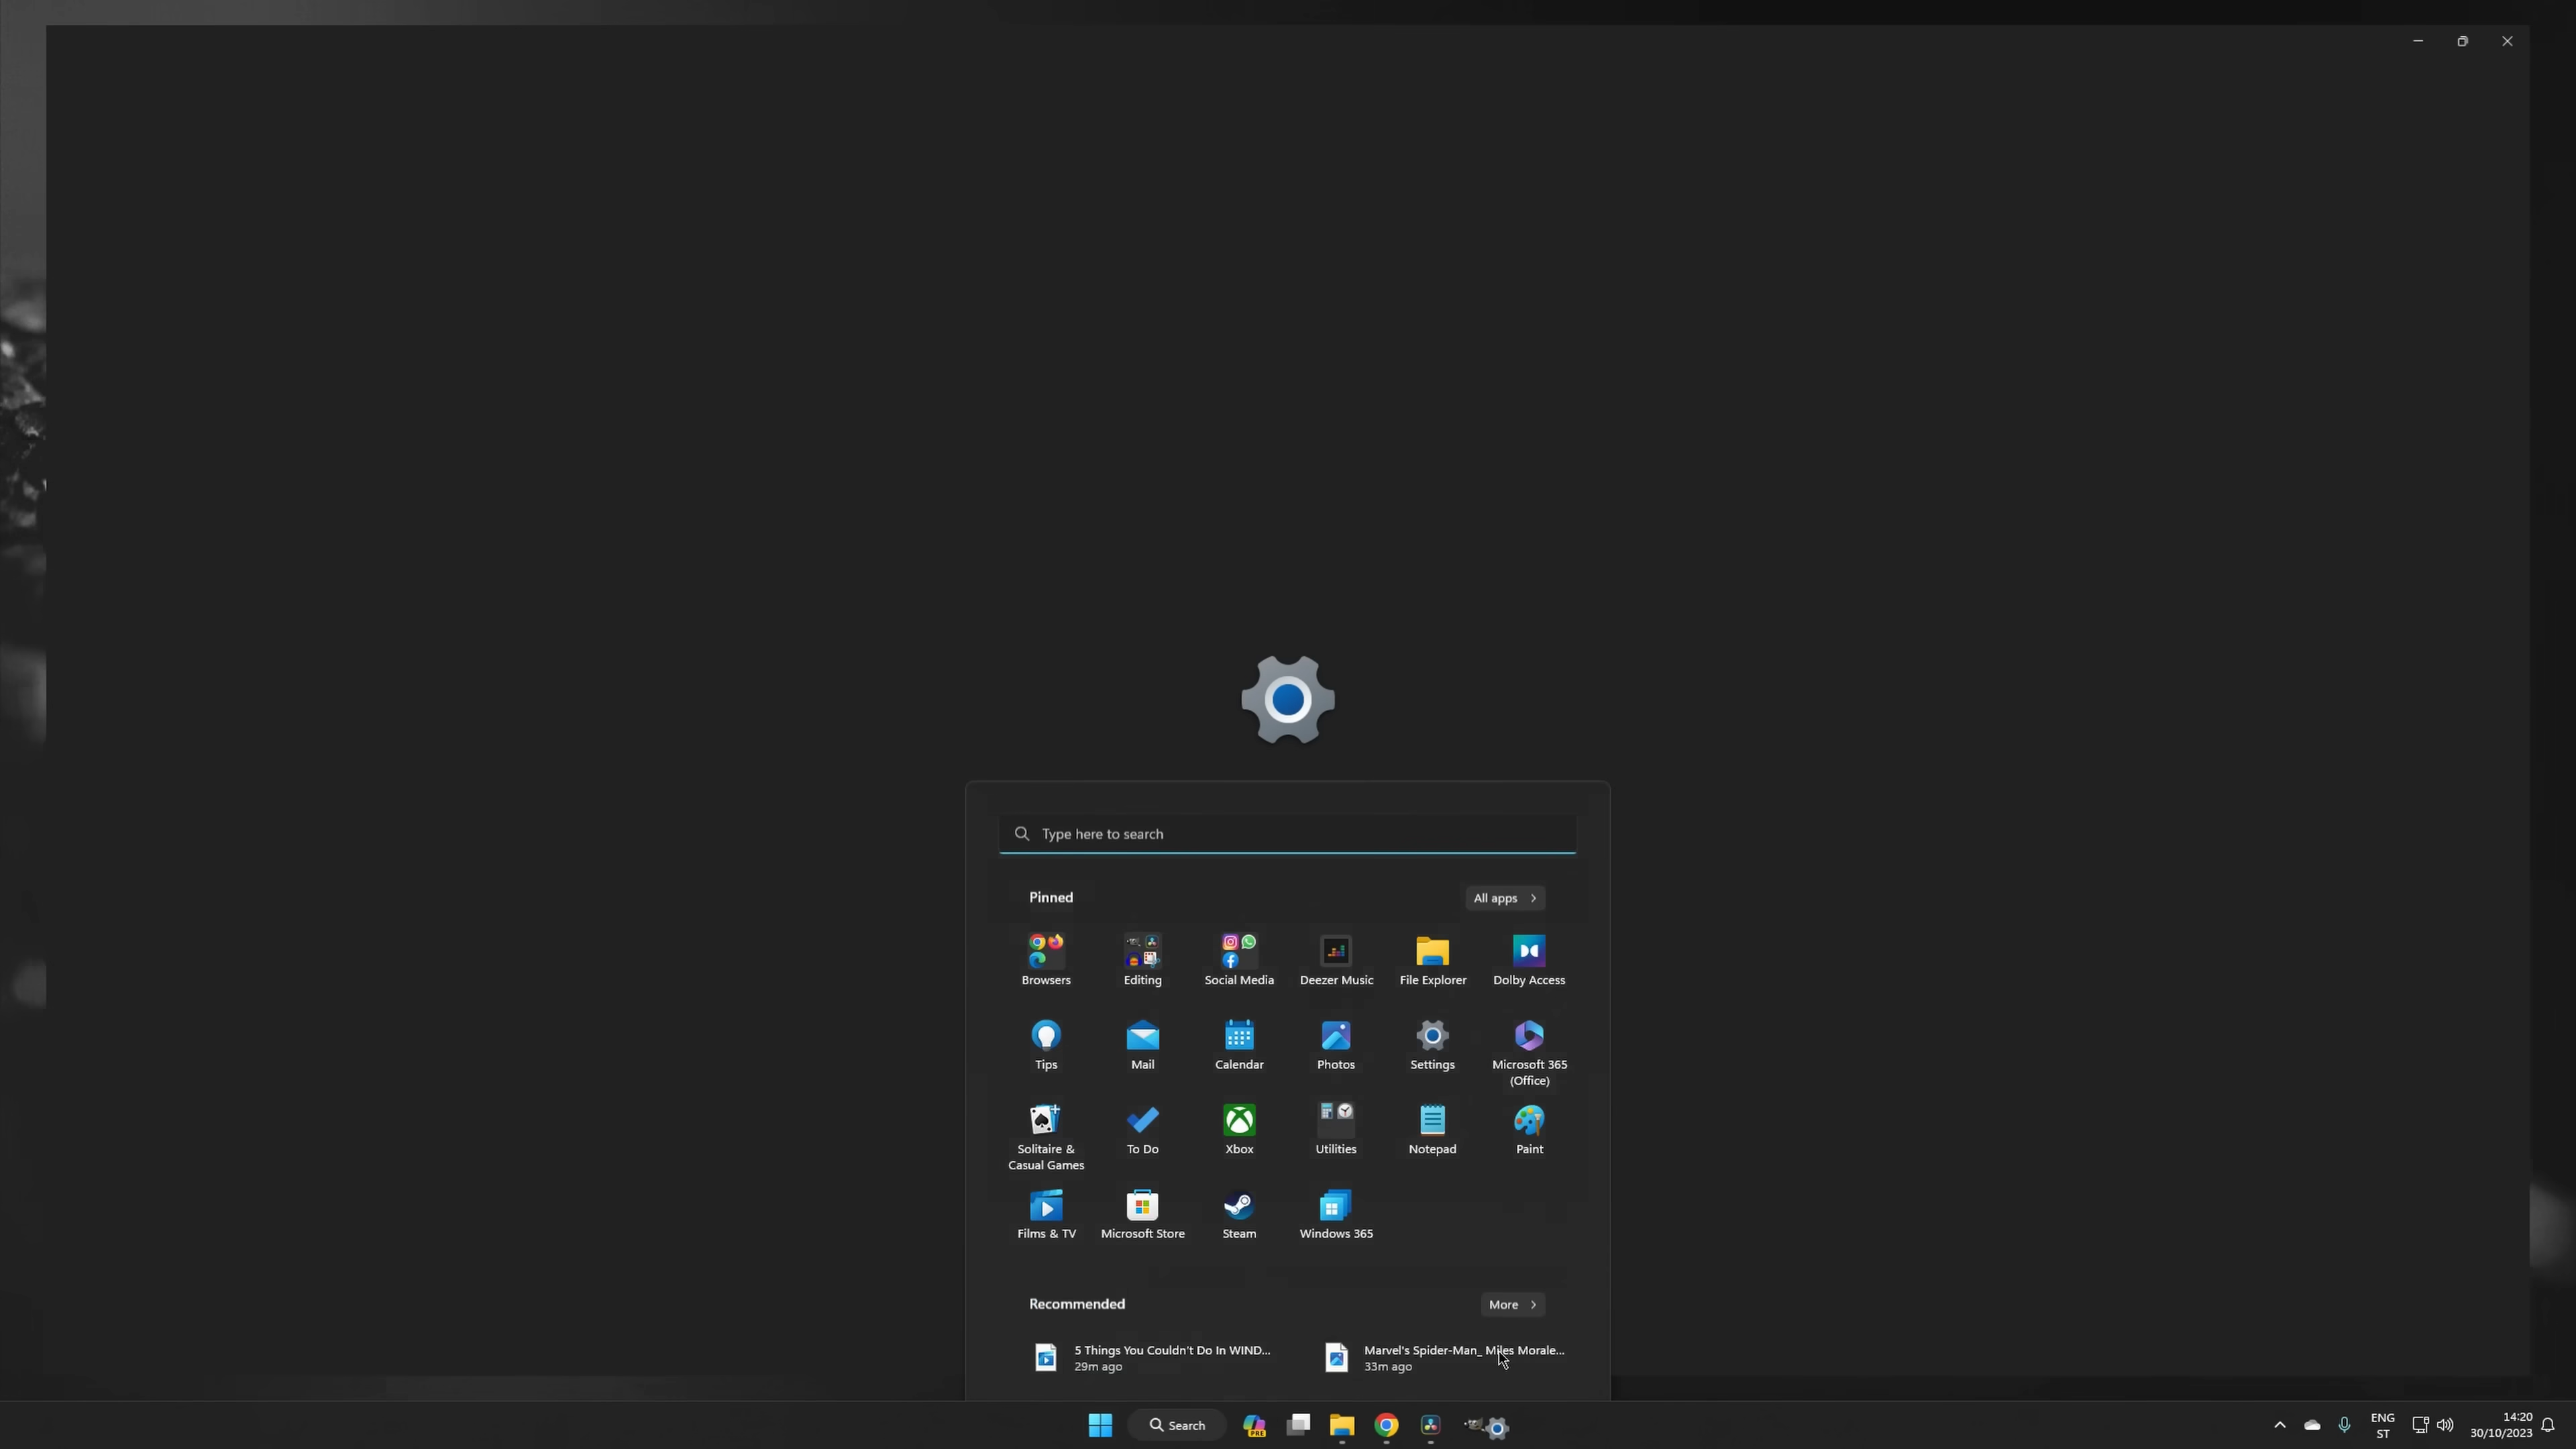 Type here to search
Pinned
All apps
Browsers
Editing
Social Media
Deezer Music
File Explorer
Dolby Access
Tips
Mail
Calendar
Photos
Settings
Microsoft 365
(Office)
Solitaire &
Casual Games
To Do
Xbox
Utilities
Notepad
Paint
Films & TV
Microsoft Store
Steam
Windows 365
Recommended
More
5 Things You Couldn't Do In WIND...
29m ago
Marvel's Spider-Man_ Miles Morale...
33m ago
Search
PRE
ENG
ST
14:20
30/10/2023